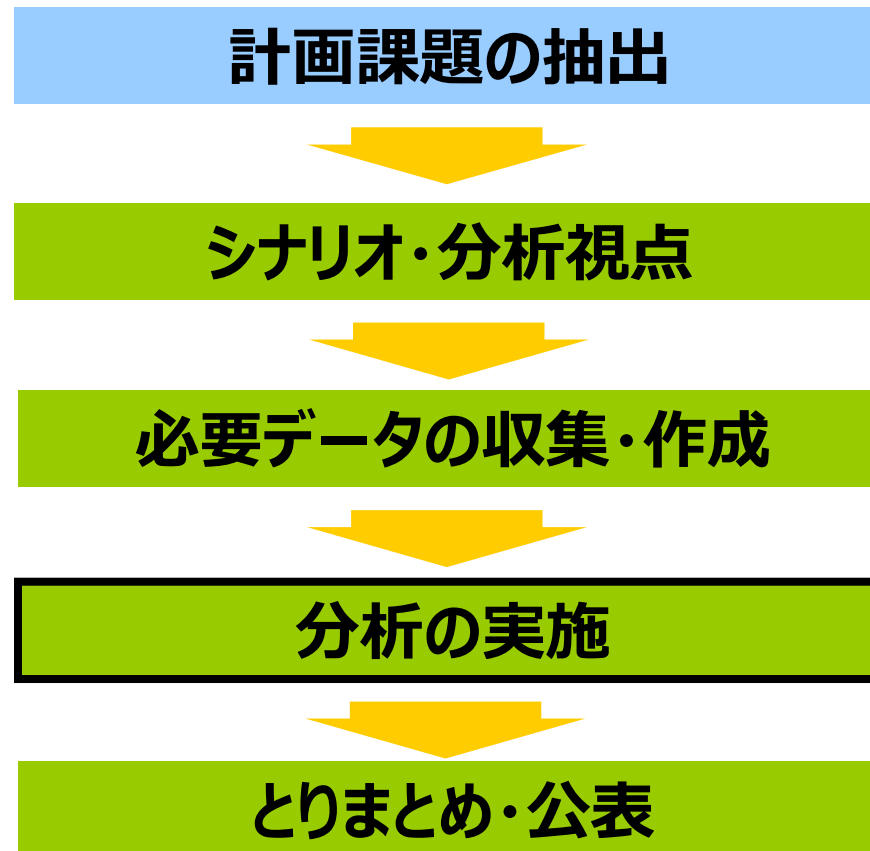 計画課題の抽出
シナリオ・分析視点
必要データの収集・作成
分析の実施
とりまとめ・公表